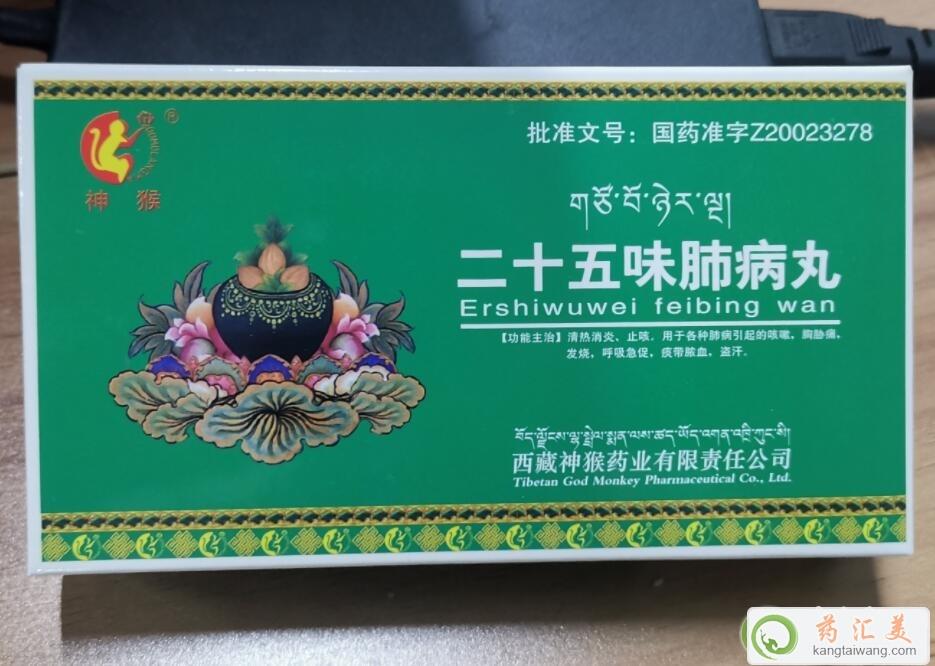 神猴
®
批准文号：国药准字Z20023278
གཙོ་བོ་ཉེར་ལྔ།
二十五味肺病丸
Ershiwuwei feibing wan
【功能主治】清热消炎、止咳。用于各种肺病引起的咳嗽，胸胁痛，
发烧，呼吸急促，痰带脓血，盗汗。
西藏神猴药业有限责任公司
Tibetan God Monkey Pharmaceutical Co., Ltd.
药汇美
kangtaiwang.com